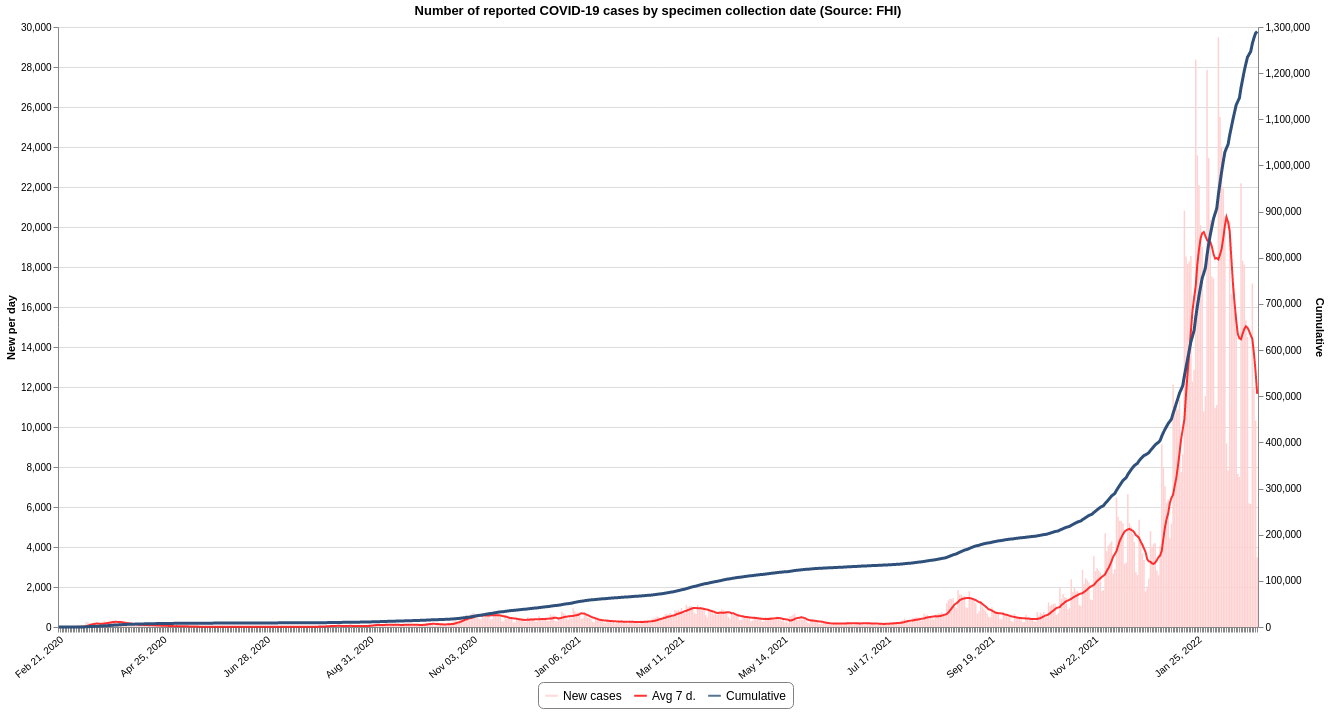 Number of reported COVID-19 cases by specimen collection date (Source: FHI)
30,000
28,000
26,000
24,000
22,000
20,000
18,000
16,000
14,000
12,000
10,000
8,000
6,000
4,000
2,000
0
New per day
1,300,000
1,200,000
1,100,000
1,000,000
900,000
800,000
700,000
600,000
500,000
400,000
300,000
200,000
100,000
0
Cumulative
Feb 21, 2020
Apr 25, 2020
Jun 28, 2020
Aug 31, 2020
Nov 03, 2020
Jan 06, 2021
Mar 11, 2021
May 14, 2021
Jul 17, 2021
Sep 19, 2021
Nov 22, 2021
Jan 25, 2022
New cases Avg 7 d. Cumulative